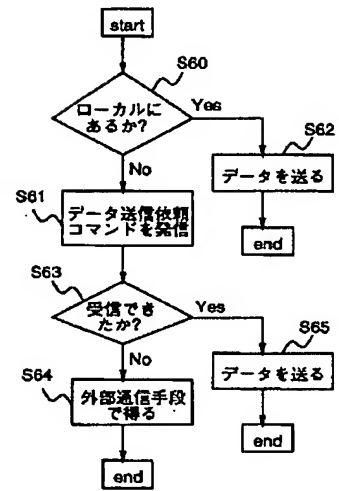 start
S60
ローカルに
あるか?
Yes
No
S62
データを送る
end
S61
データ送信依頼
コマンドを発信
S63
受信でき
たか?
Yes
No
S65
データを送る
end
S64
外部通信手段
で得る
end